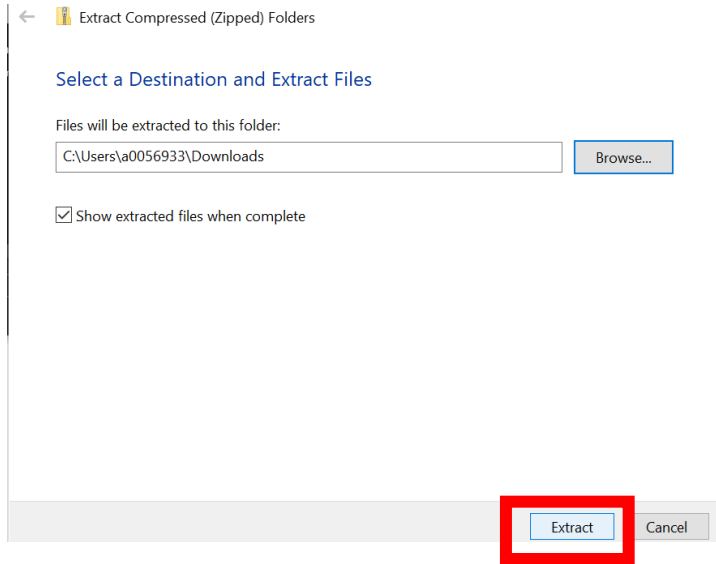 Extract Compressed (Zipped) Folders
Select a Destination and Extract Files
Files will be extracted to this folder:
C:\Users\a0056933\Downloads
Browse...
Show extracted files when complete
Extract
Cancel